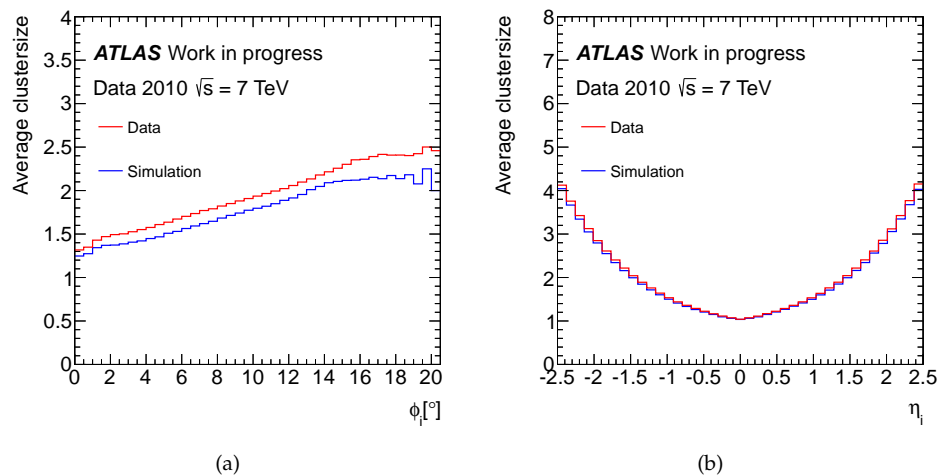 Average clustersize
4
3.5
3
2.5
2
1.5
1
0.5
0
ATLAS Work in progress
Data 2010 √s = 7 TeV
Data
Simulation
0 2 4 6 8 10 12 14 16 18 20
ϕi[°]
(a)
Average clustersize
8
7
6
5
4
3
2
1
0
ATLAS Work in progress
Data 2010 √s = 7 TeV
Data
Simulation
-2.5 -2 -1.5 -1 -0.5 0 0.5 1 1.5 2 2.5
ηi
(b)